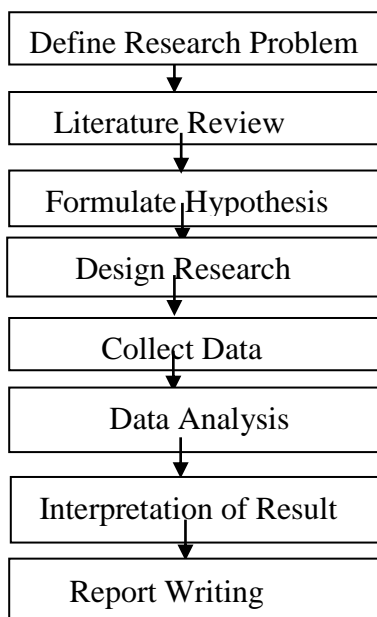 Define Research Problem
Literature Review
Formulate Hypothesis
Design Research
Collect Data
Data Analysis
Interpretation of Result
Report Writing